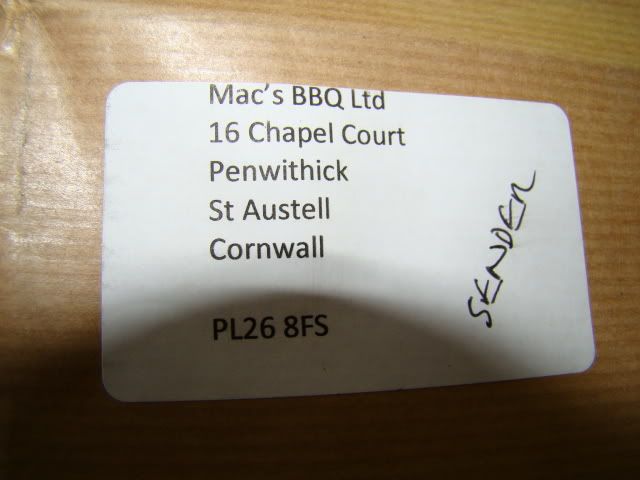 Mac's BBQ Ltd
16 Chapel Court
Penwithick
St Austell
Cornwall
PL26 8FS
SENDER